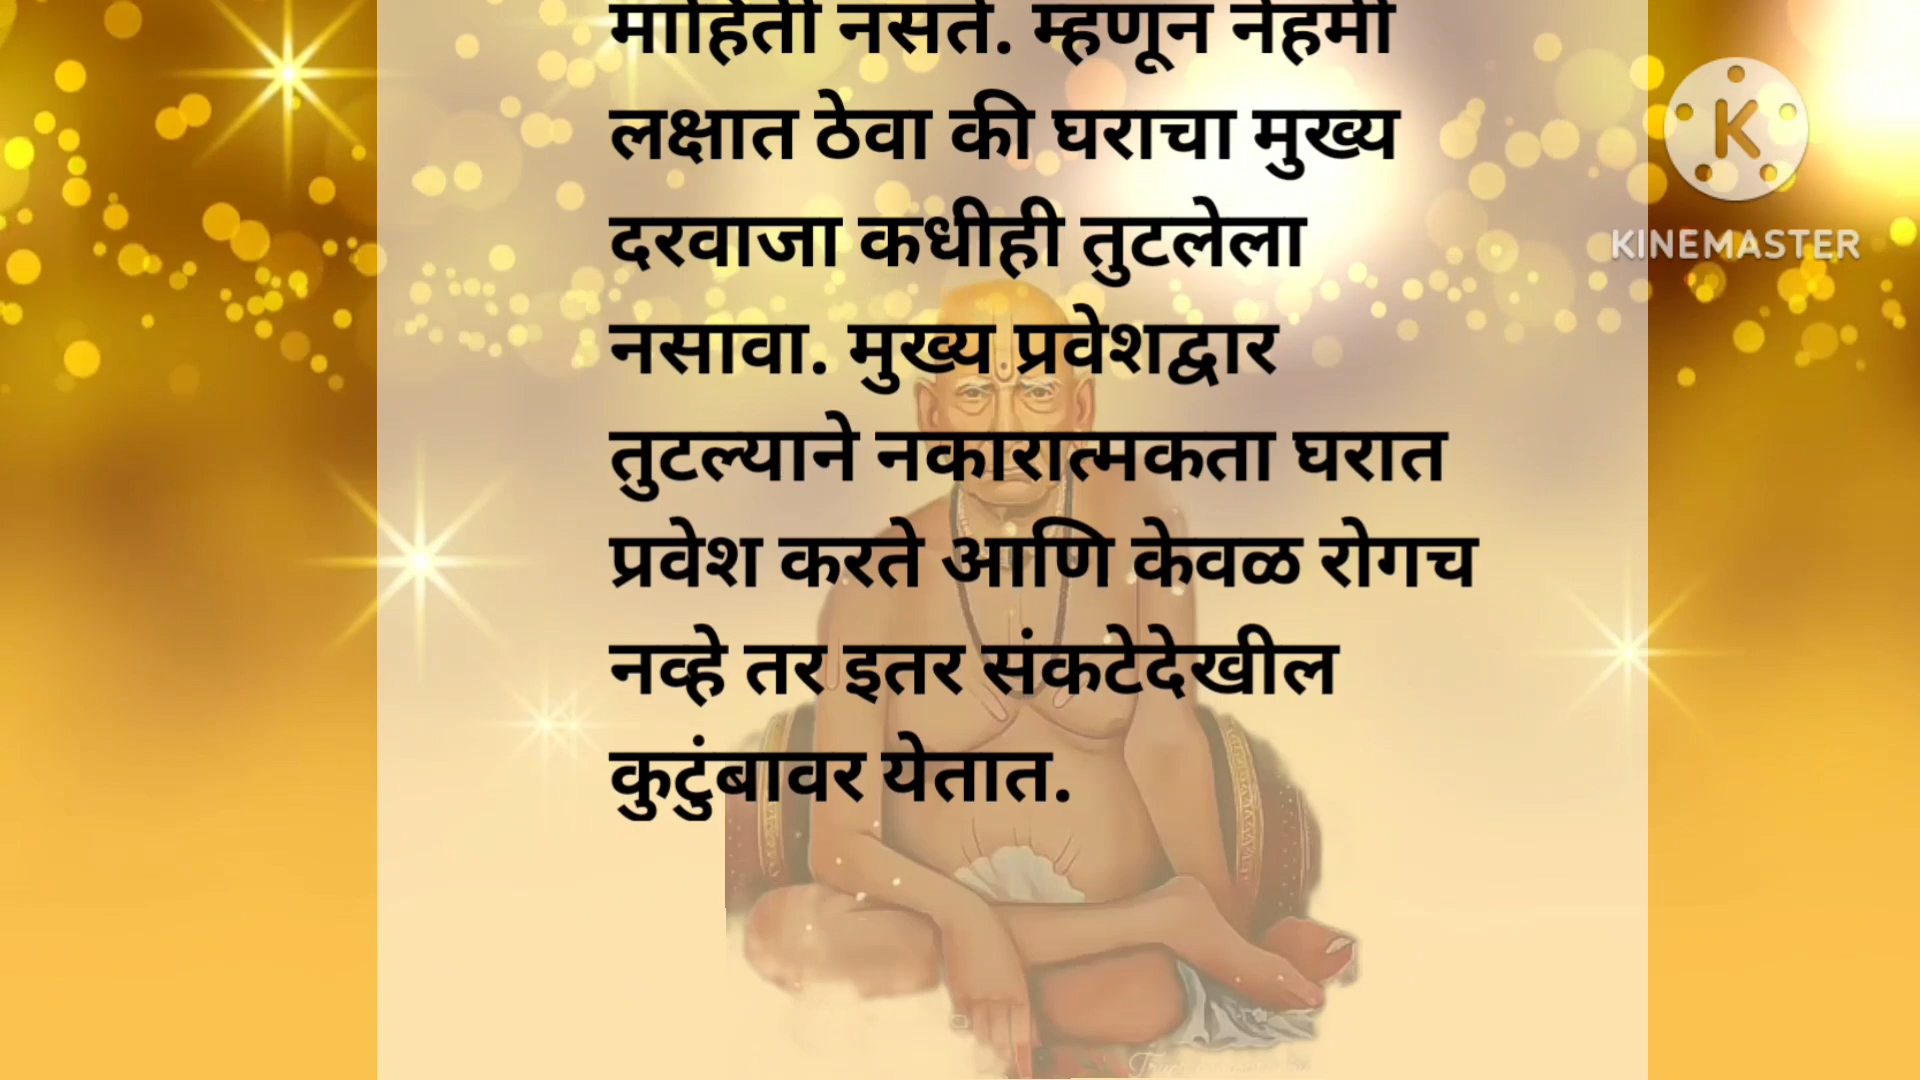 माहिती नसते. म्हणून नेहमी
लक्षात ठेवा की घराचा मुख्य
दरवाजा कधीही तुटलेला
नसावा. मुख्य प्रवेशद्वार
तुटल्याने नकारात्मकता घरात
प्रवेश करते आणि केवळ रोगच
नव्हे तर इतर संकटेदेखील
कुटुंबावर येतात.
K
KINEMASTER